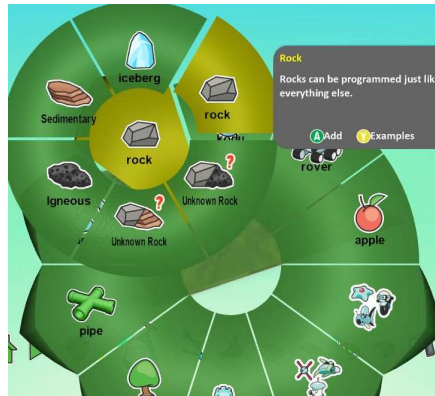 iceberg
rock
Sedimentary
rock
Igneous
Unknown Rock
?
Unknown Rock
?
Rock
Rocks can be programmed just lik
everything else.
A Add
Y Examples
rover
apple
pipe